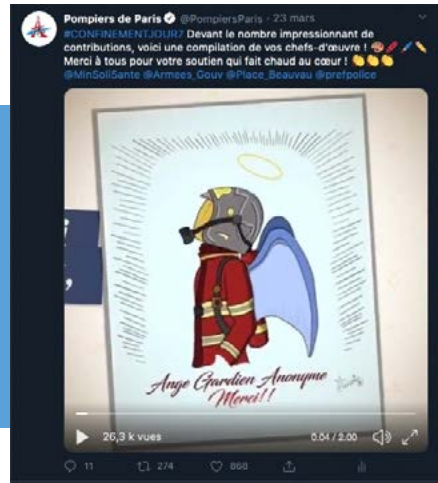 Pompiers de Paris @PompiersParis · 23 mars
#CONFINEMENTJOUR7 Devant le nombre impressionnant de
contributions, voici une compilation de vos chefs-d'œuvre !
Merci à tous pour votre soutien qui fait chaud au cœur !
@MinSoliSante @Armees_Gouv @Place_Beauvau @prefpolice
Ange Gardien Anonyme
Merci!!
26,3 k vues
0:04 / 2:00
11 274 868